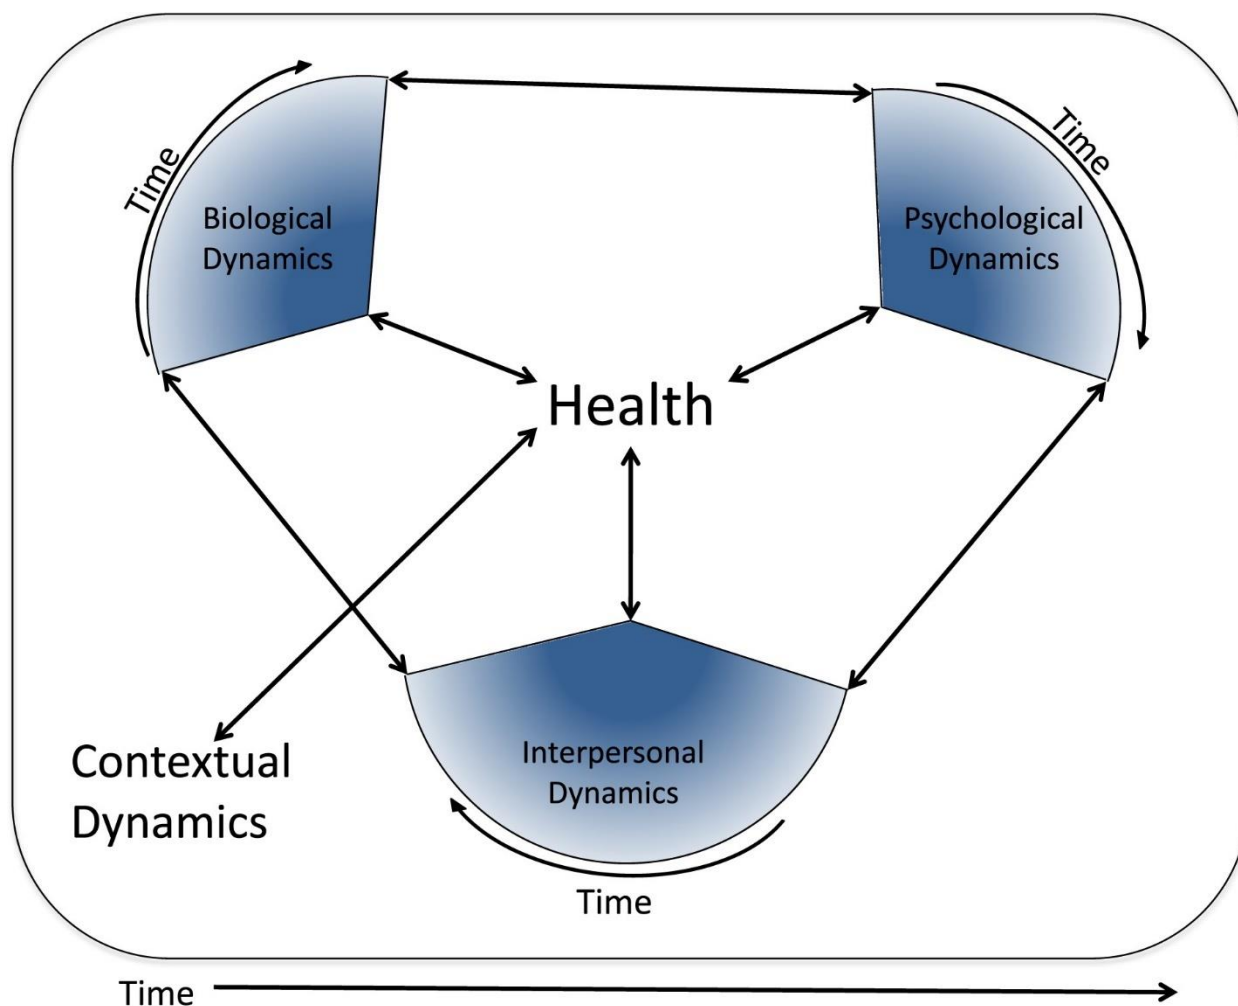 Time
Biological
Dynamics
Time
Psychological
Dynamics
Health
Contextual
Dynamics
Interpersonal
Dynamics
Time
Time